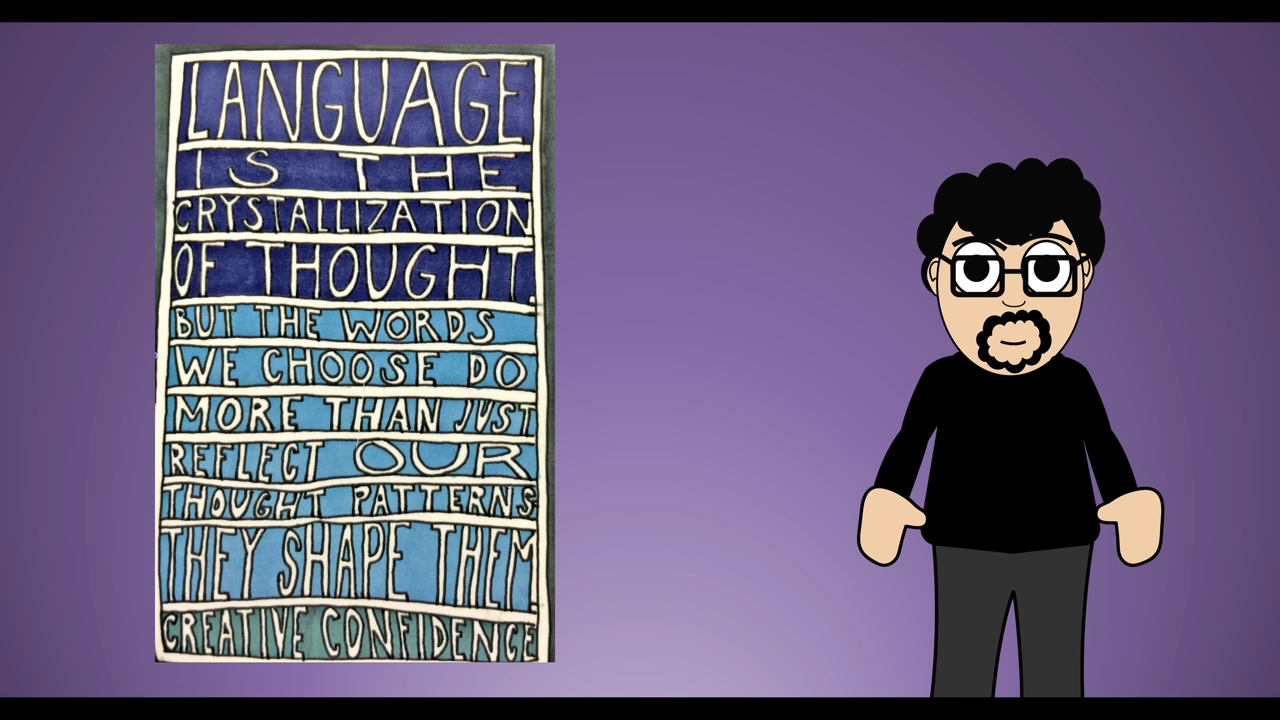 LANGUAGE
IS THE
CRYSTALLIZATION
OF THOUGHT.
BUT THE WORDS
WE CHOOSE DO
MORE THAN JUST
REFLECT OUR
THOUGHT PATTERNS-
THEY SHAPE THEM.
CREATIVE CONFIDENCE